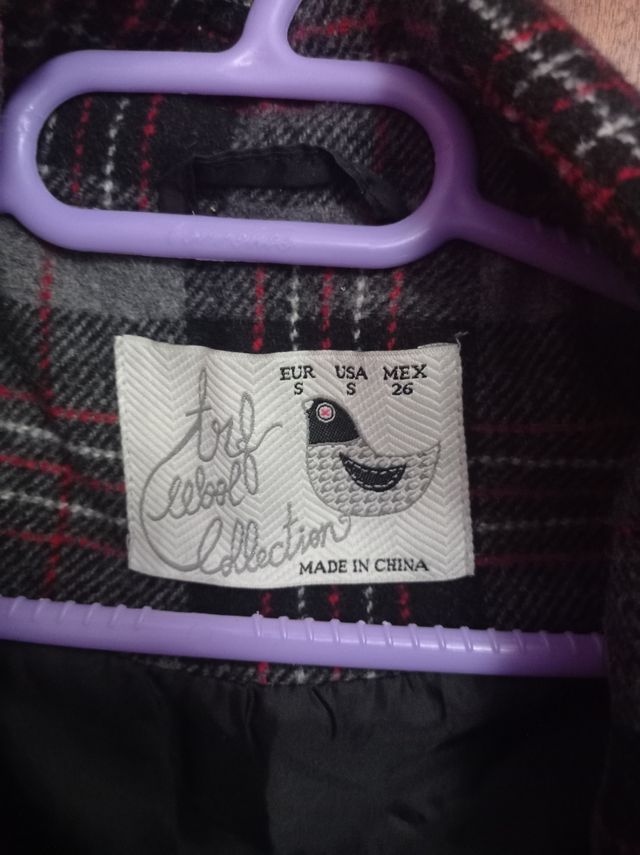 EUR USA MEX
S S 26
trf
Wool
Collection
MADE IN CHINA